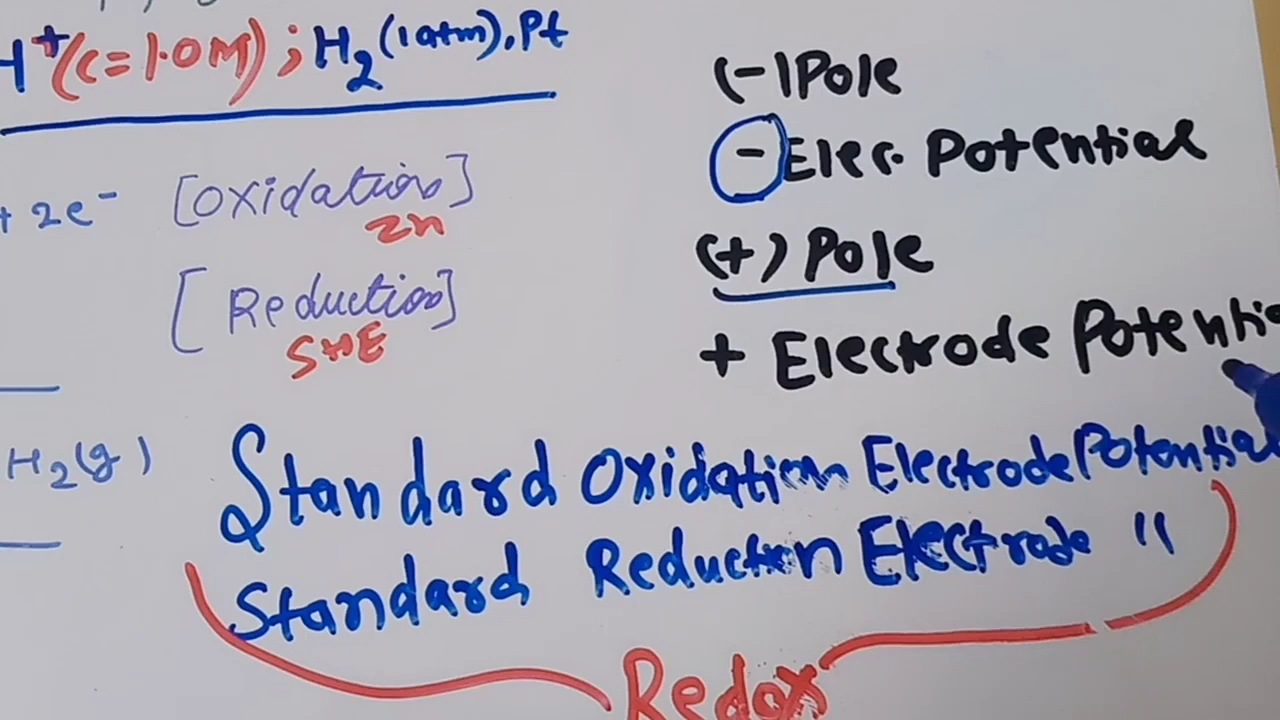 H+(c=1.0M); H2(1atm), Pt
+ 2e- [Oxidation]
Zn
[Reduction]
SHE
H2(g)
(-)Pole
- Elec. Potential
(+) Pole
+ Electrode Potentia
Standard Oxidation Electrode Potential
Standard Reduction Electrode "
Redox